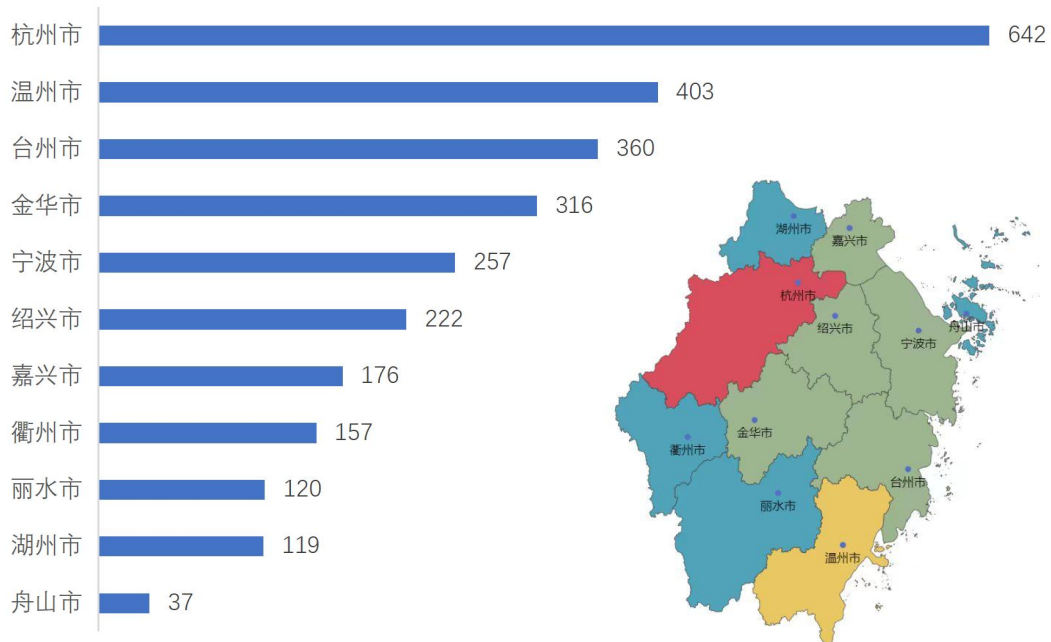 杭州市 642
温州市 403
台州市 360
金华市 316
宁波市 257
绍兴市 222
嘉兴市 176
衢州市 157
丽水市 120
湖州市 119
舟山市 37
湖州市
嘉兴市
杭州市
绍兴市
舟山市
宁波市
金华市
衢州市
台州市
丽水市
温州市